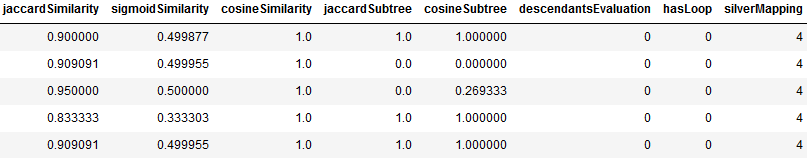 jaccardSimilarity sigmoidSimilarity cosineSimilarity jaccardSubtree cosineSubtree descendantsEvaluation hasLoop silverMapping
0.900000 0.499877 1.0 1.0 1.000000 0 0 4
0.909091 0.499955 1.0 0.0 0.000000 0 0 4
0.950000 0.500000 1.0 0.0 0.269333 0 0 4
0.833333 0.333303 1.0 1.0 1.000000 0 0 4
0.909091 0.499955 1.0 1.0 1.000000 0 0 4